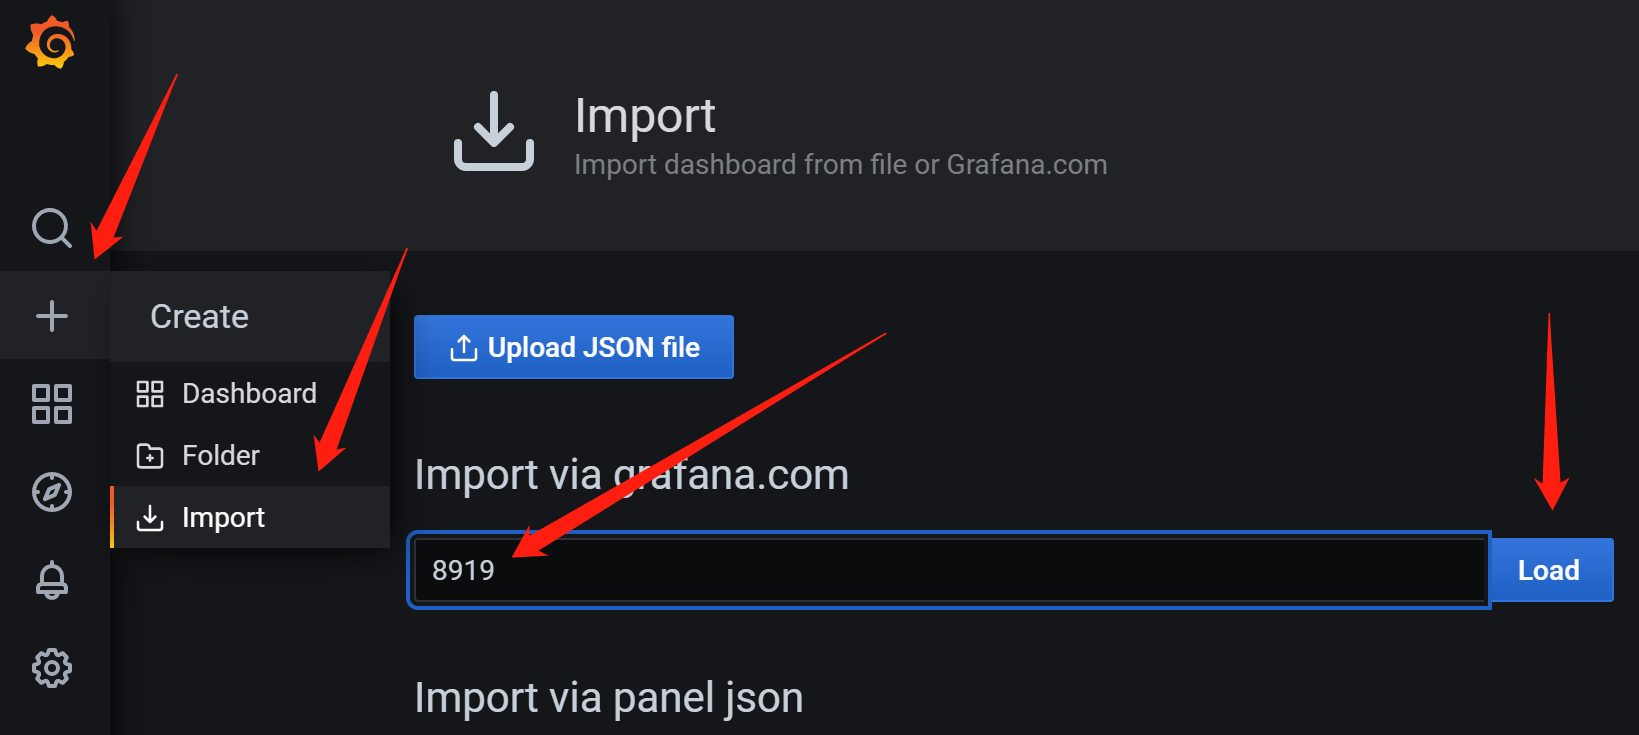 Import
Import dashboard from file or Grafana.com
Create
Dashboard
Folder
Import
Upload JSON file
Import via grafana.com
8919
Load
Import via panel json